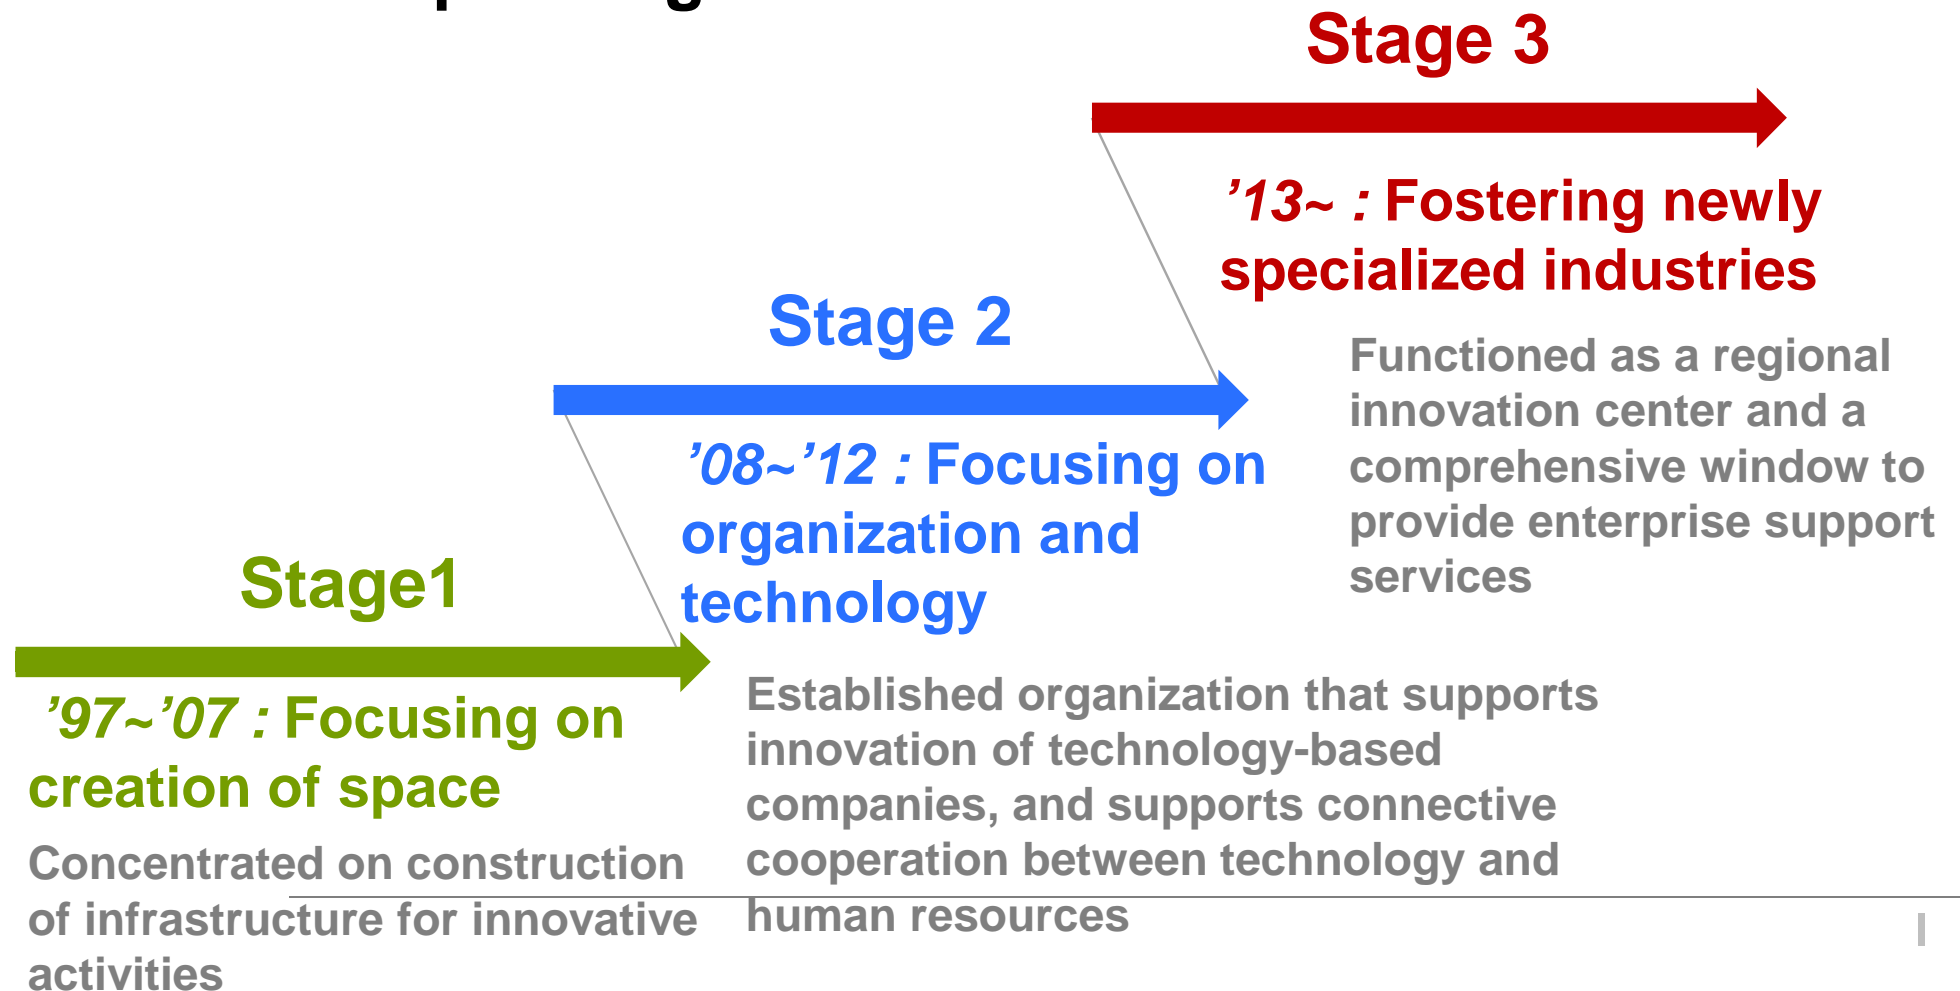 Stage 3
’13~ : Fostering newly
specialized industries
Functioned as a regional
innovation center and a
comprehensive window to
provide enterprise support
services
Stage 2
’08~’12 : Focusing on
organization and
technology
Established organization that supports
innovation of technology-based
companies, and supports connective
cooperation between technology and
human resources
Stage1
’97~’07 : Focusing on
creation of space
Concentrated on construction
of infrastructure for innovative
activities